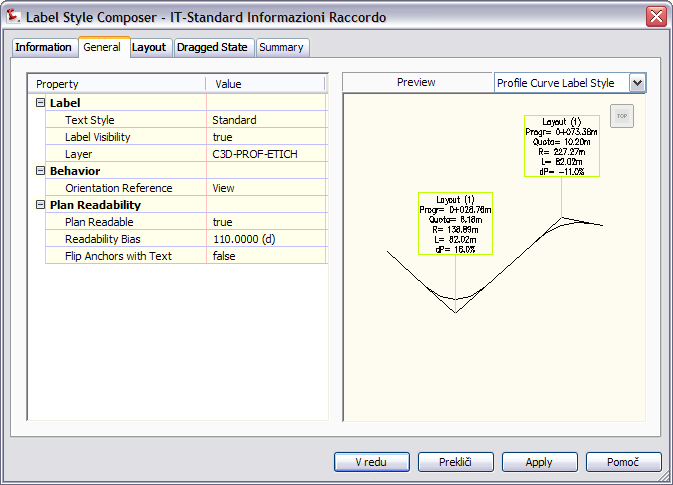 Label Style Composer - IT-Standard Informazioni Raccordo
Information General Layout Dragged State Summary
Property Value
Label
Text Style Standard
Label Visibility true
Layer C3D-PROF-ETICH
Behavior
Orientation Reference View
Plan Readability
Plan Readable true
Readability Bias 110.0000 (d)
Flip Anchors with Text false
Preview Profile Curve Label Style
TOP
Layout (1)
Progr= 0+073.36m
Quota= 10.20m
R= 227.27m
L= 62.02m
dP= -11.0%
Layout (1)
Progr= 0+028.76m
Quota= 8.18m
R= 138.89m
L= 62.02m
dP= 18.0%
V redu Prekliči Apply Pomoč